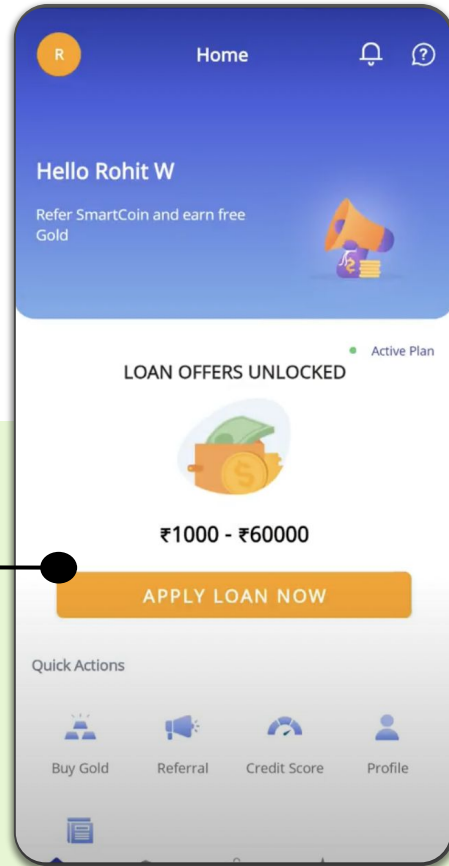 R
Home
Hello Rohit W
Refer SmartCoin and earn free
Gold
Active Plan
LOAN OFFERS UNLOCKED
₹1000 - ₹60000
APPLY LOAN NOW
Quick Actions
Buy Gold
Referral
Credit Score
Profile